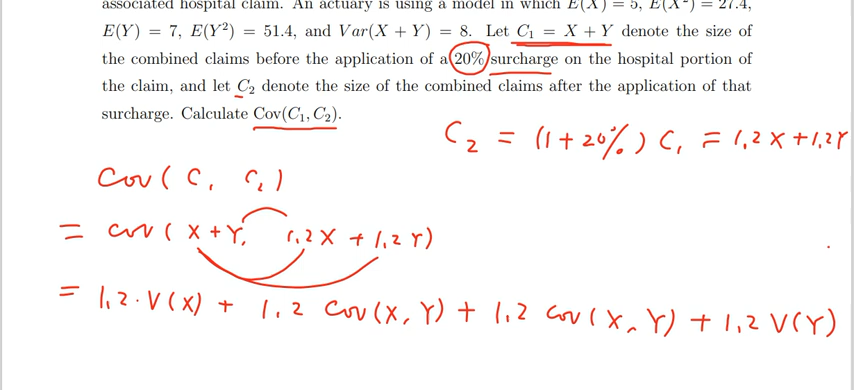 associated hospital claim. An actuary is using a model in which E(X) = 5, E(X²) = 27.4,
E(Y) = 7, E(Y²) = 51.4, and Var(X + Y) = 8. Let C₁ = X + Y denote the size of
the combined claims before the application of a 20% surcharge on the hospital portion of
the claim, and let C₂ denote the size of the combined claims after the application of that
surcharge. Calculate Cov(C₁, C₂).
C₂ = (1+20%) C₁ = 1.2X + 1.2Y
Cov(C₁ C₂)
= Cov(X+Y, 1.2X + 1.2Y)
= 1.2·V(X) + 1.2 Cov(X, Y) + 1.2 Cov(X, Y) + 1.2 V(Y)